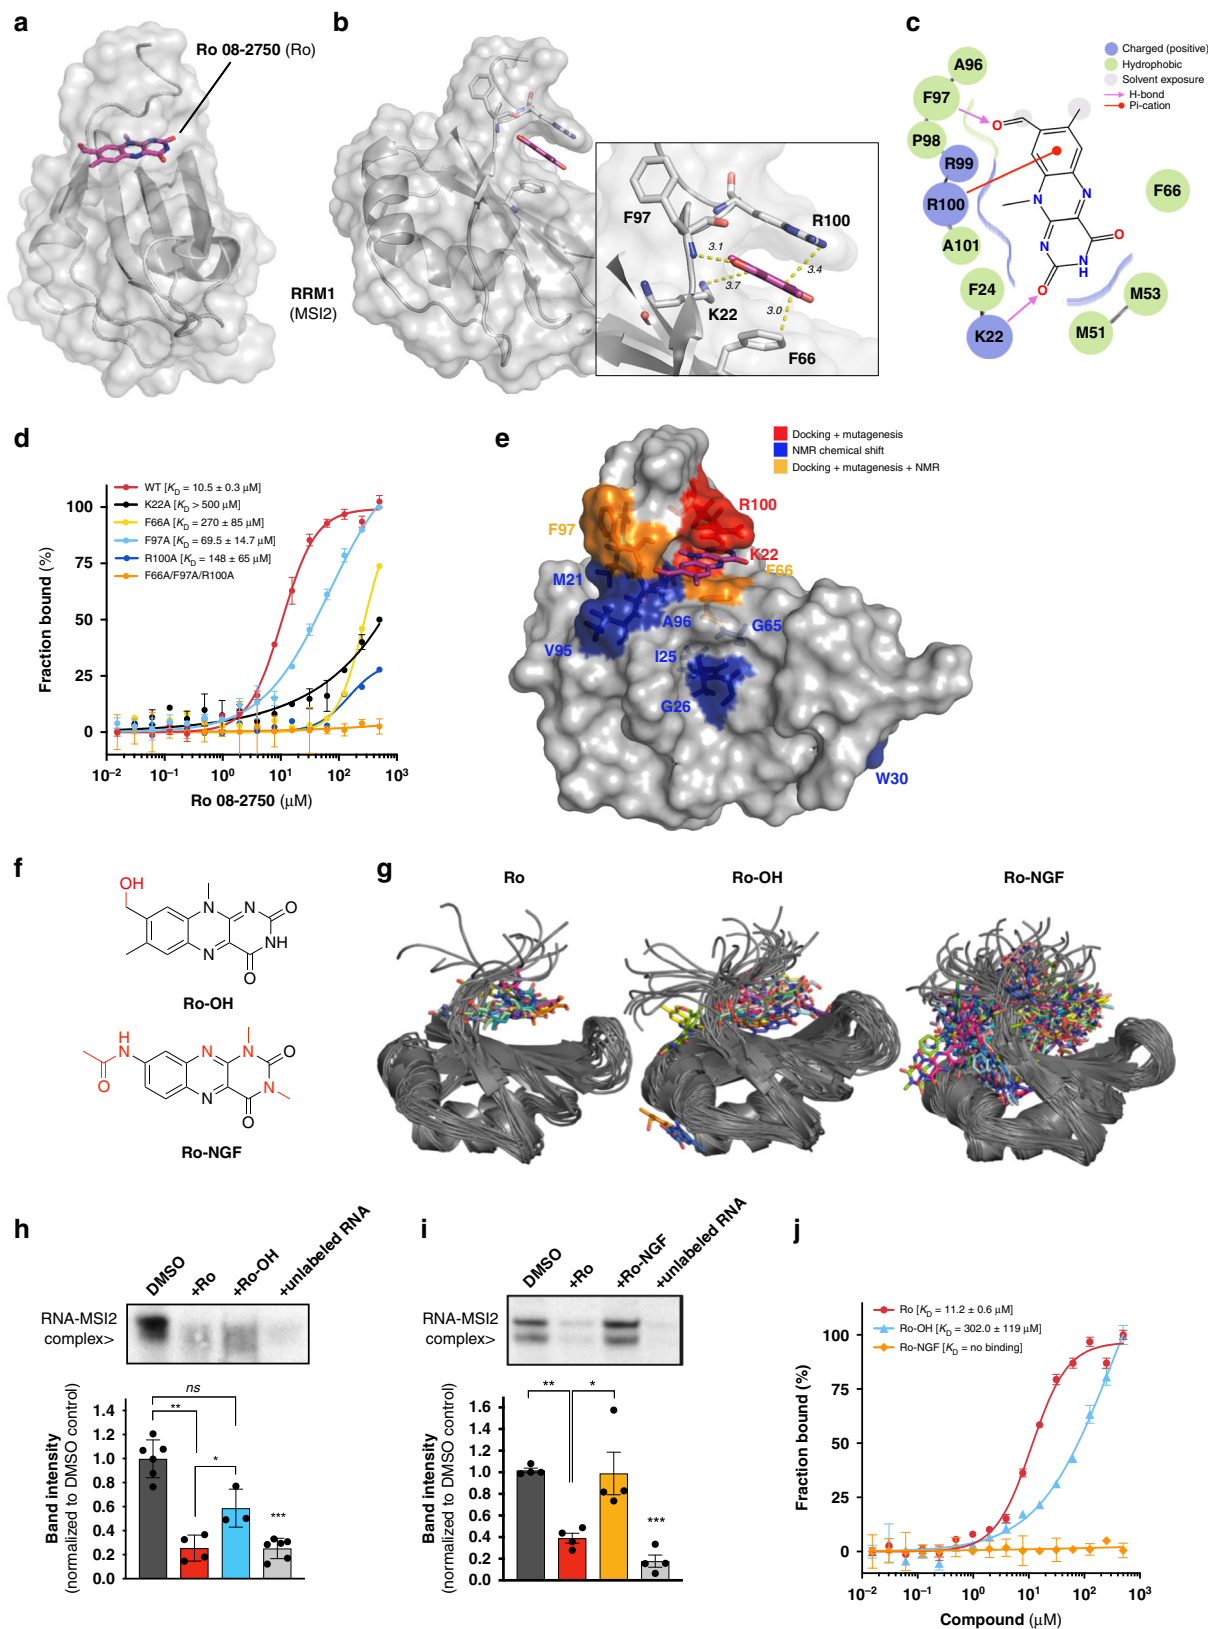 a
Ro 08-2750 (Ro)
b
RRM1
(MSI2)
F97
R100
3.1
3.4
3.7
K22
3.0
F66
c
Charged (positive)
Hydrophobic
Solvent exposure
H-bond
Pi-cation
A96
F97
P98
R99
R100
A101
F24
K22
F66
M53
M51
O
N
N
N
O
NH
O
d
WT [KD = 10.5 ± 0.3 µM]
K22A [KD > 500 µM]
F66A [KD = 270 ± 85 µM]
F97A [KD = 69.5 ± 14.7 µM]
R100A [KD = 148 ± 65 µM]
F66A/F97A/R100A
Fraction bound (%)
100
75
50
25
0
10⁻² 10⁻¹ 10⁰ 10¹ 10² 10³
Ro 08-2750 (µM)
e
Docking + mutagenesis
NMR chemical shift
Docking + mutagenesis + NMR
R100
F97
K22
F66
M21
A96
G65
V95
I25
G26
W30
f
OH
N
N
O
NH
N
O
Ro-OH
H
N
O
N
N
O
N
N
O
Ro-NGF
g
Ro
Ro-OH
Ro-NGF
h
DMSO
+Ro
+Ro-OH
+unlabeled RNA
RNA-MSI2
complex>
ns
**
*
***
Band intensity
(normalized to DMSO control)
1.4
1.2
1.0
0.8
0.6
0.4
0.2
0.0
i
DMSO
+Ro
+Ro-NGF
+unlabeled RNA
RNA-MSI2
complex>
**
*
***
Band intensity
(normalized to DMSO control)
1.6
1.4
1.2
1.0
0.8
0.6
0.4
0.2
0.0
j
Ro [KD = 11.2 ± 0.6 µM]
Ro-OH [KD = 302.0 ± 119 µM]
Ro-NGF [KD = no binding]
Fraction bound (%)
100
75
50
25
0
10⁻² 10⁻¹ 10⁰ 10¹ 10² 10³
Compound (µM)